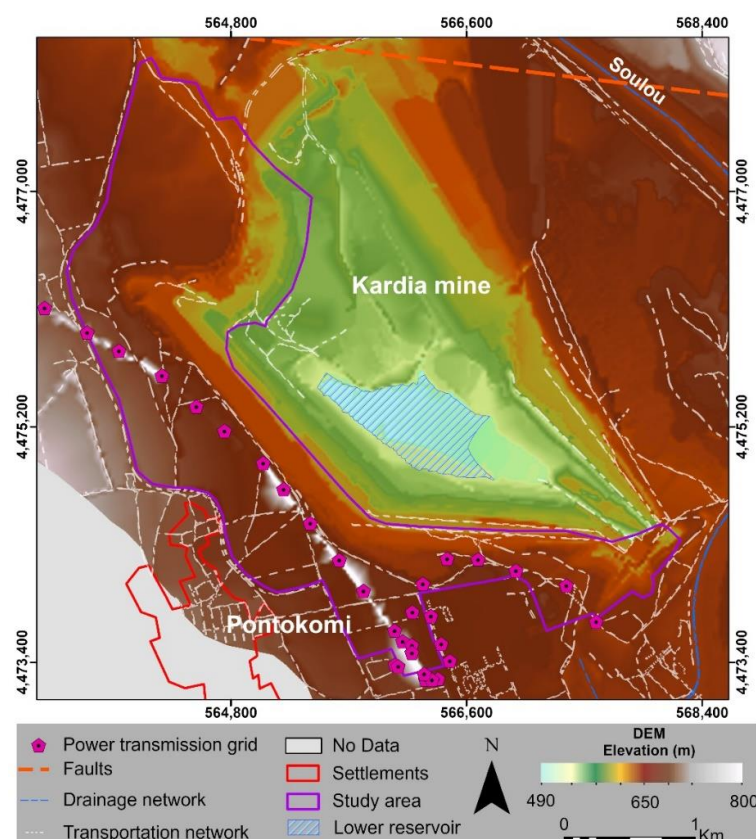 564,800 566,600 568,400
Soulou
4,477,000 4,477,000
Kardia mine
4,475,200 4,475,200
Pontokomi
4,473,400 4,473,400
564,800 566,600 568,400
Power transmission grid
Faults
Drainage network
Transportation network
No Data
Settlements
Study area
Lower reservoir
N
DEM
Elevation (m)
490 650 800
0 1
Km